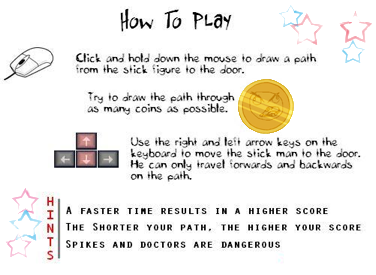 How To Play
Click and hold down the mouse to draw a path
from the stick figure to the door.
Try to draw the path through
as many coins as possible.
Use the right and left arrow keys on the
keyboard to move the stick man to the door.
He can only travel forwards and backwards
on the path.
HINTS
A faster time results in a higher score
The Shorter your path, the higher your score
Spikes and doctors are dangerous